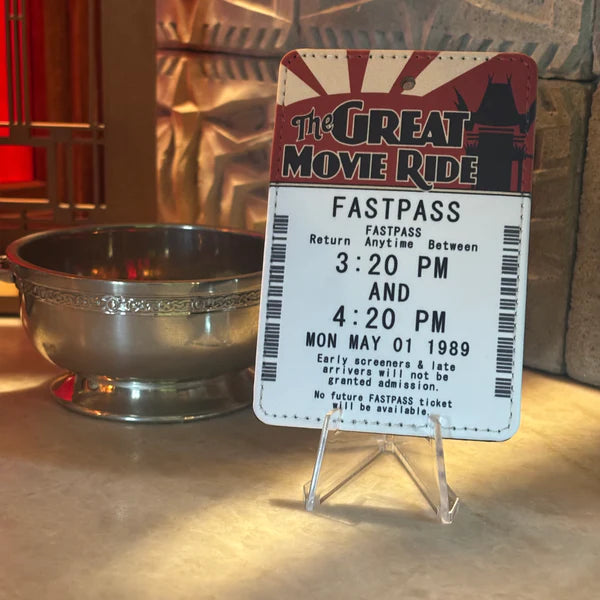 The GREAT
MOVIE RIDE
FASTPASS
FASTPASS
Return Anytime Between
3:20 PM
AND
4:20 PM
MON MAY 01 1989
Early screeners & late
arrivers will not be
granted admission.
No future FASTPASS ticket
will be available.